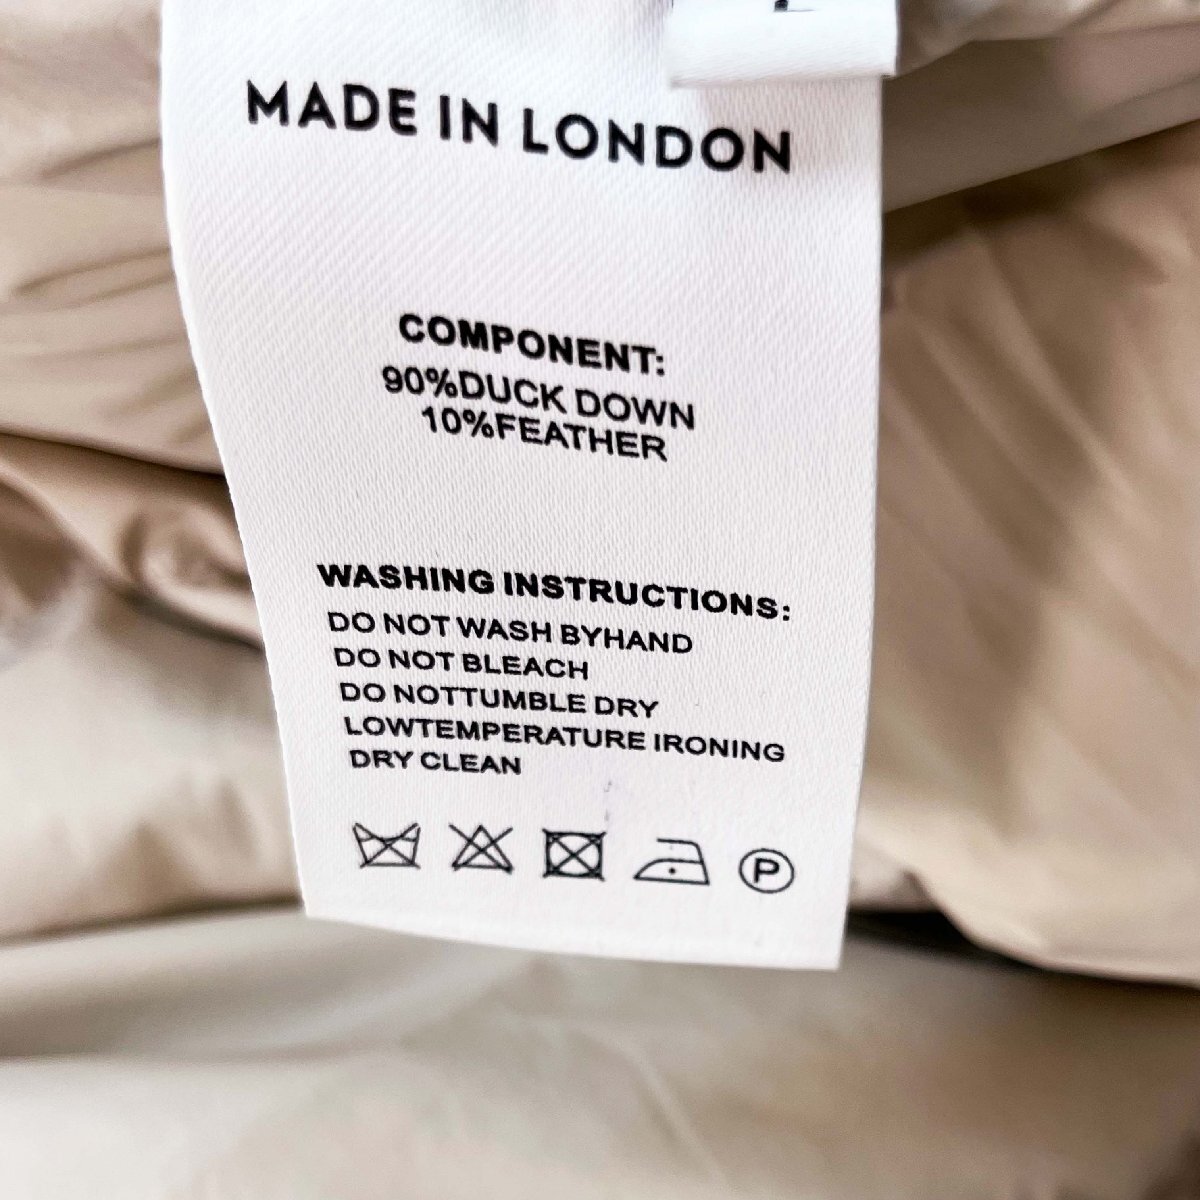 MADE IN LONDON
COMPONENT:
90%DUCK DOWN
10%FEATHER
WASHING INSTRUCTIONS:
DO NOT WASH BYHAND
DO NOT BLEACH
DO NOTTUMBLE DRY
LOWTEMPERATURE IRONING
DRY CLEAN
P